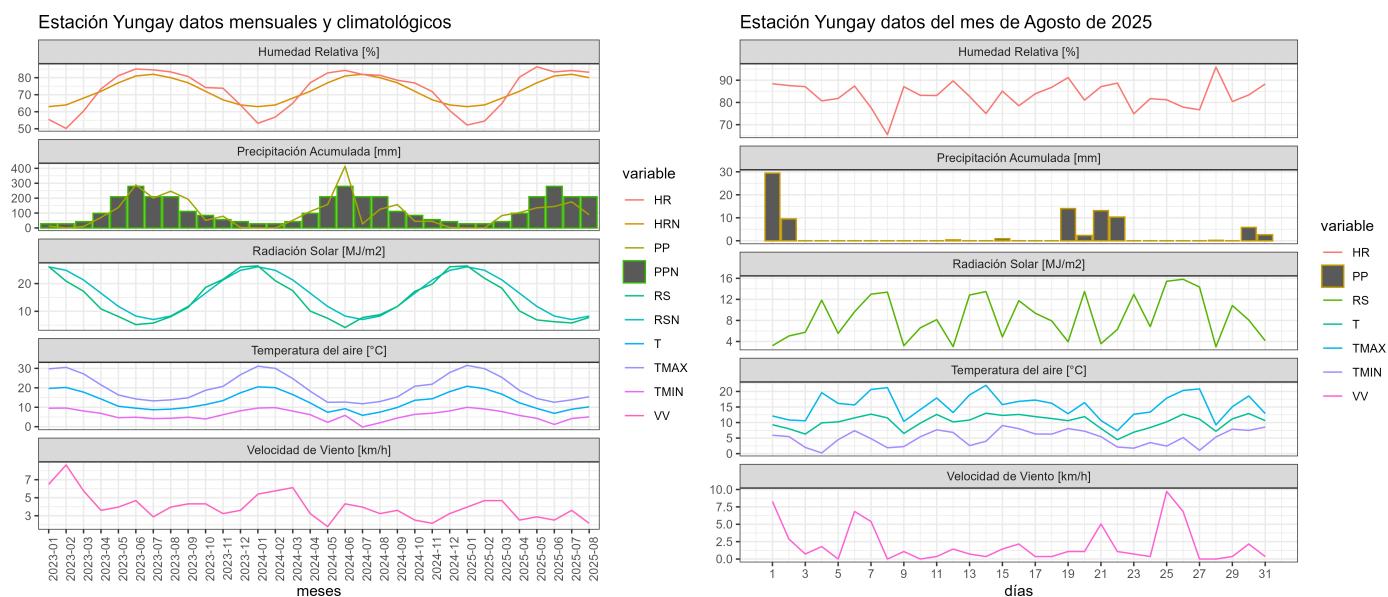 Estación Yungay datos mensuales y climatológicos
Humedad Relativa [%]
80
70
60
50
Precipitación Acumulada [mm]
400
300
200
100
0
Radiación Solar [MJ/m2]
20
10
Temperatura del aire [°C]
30
20
10
0
Velocidad de Viento [km/h]
7
5
3
2023-01
2023-02
2023-03
2023-04
2023-05
2023-06
2023-07
2023-08
2023-09
2023-10
2023-11
2023-12
2024-01
2024-02
2024-03
2024-04
2024-05
2024-06
2024-07
2024-08
2024-09
2024-10
2024-11
2024-12
2025-01
2025-02
2025-03
2025-04
2025-05
2025-06
2025-07
2025-08
meses
variable
HR
HRN
PP
PPN
RS
RSN
T
TMAX
TMIN
VV
Estación Yungay datos del mes de Agosto de 2025
Humedad Relativa [%]
90
80
70
Precipitación Acumulada [mm]
30
20
10
0
Radiación Solar [MJ/m2]
16
12
8
4
Temperatura del aire [°C]
20
15
10
5
0
Velocidad de Viento [km/h]
10.0
7.5
5.0
2.5
0.0
1 3 5 7 9 11 13 15 17 19 21 23 25 27 29 31
días
variable
HR
PP
RS
T
TMAX
TMIN
VV